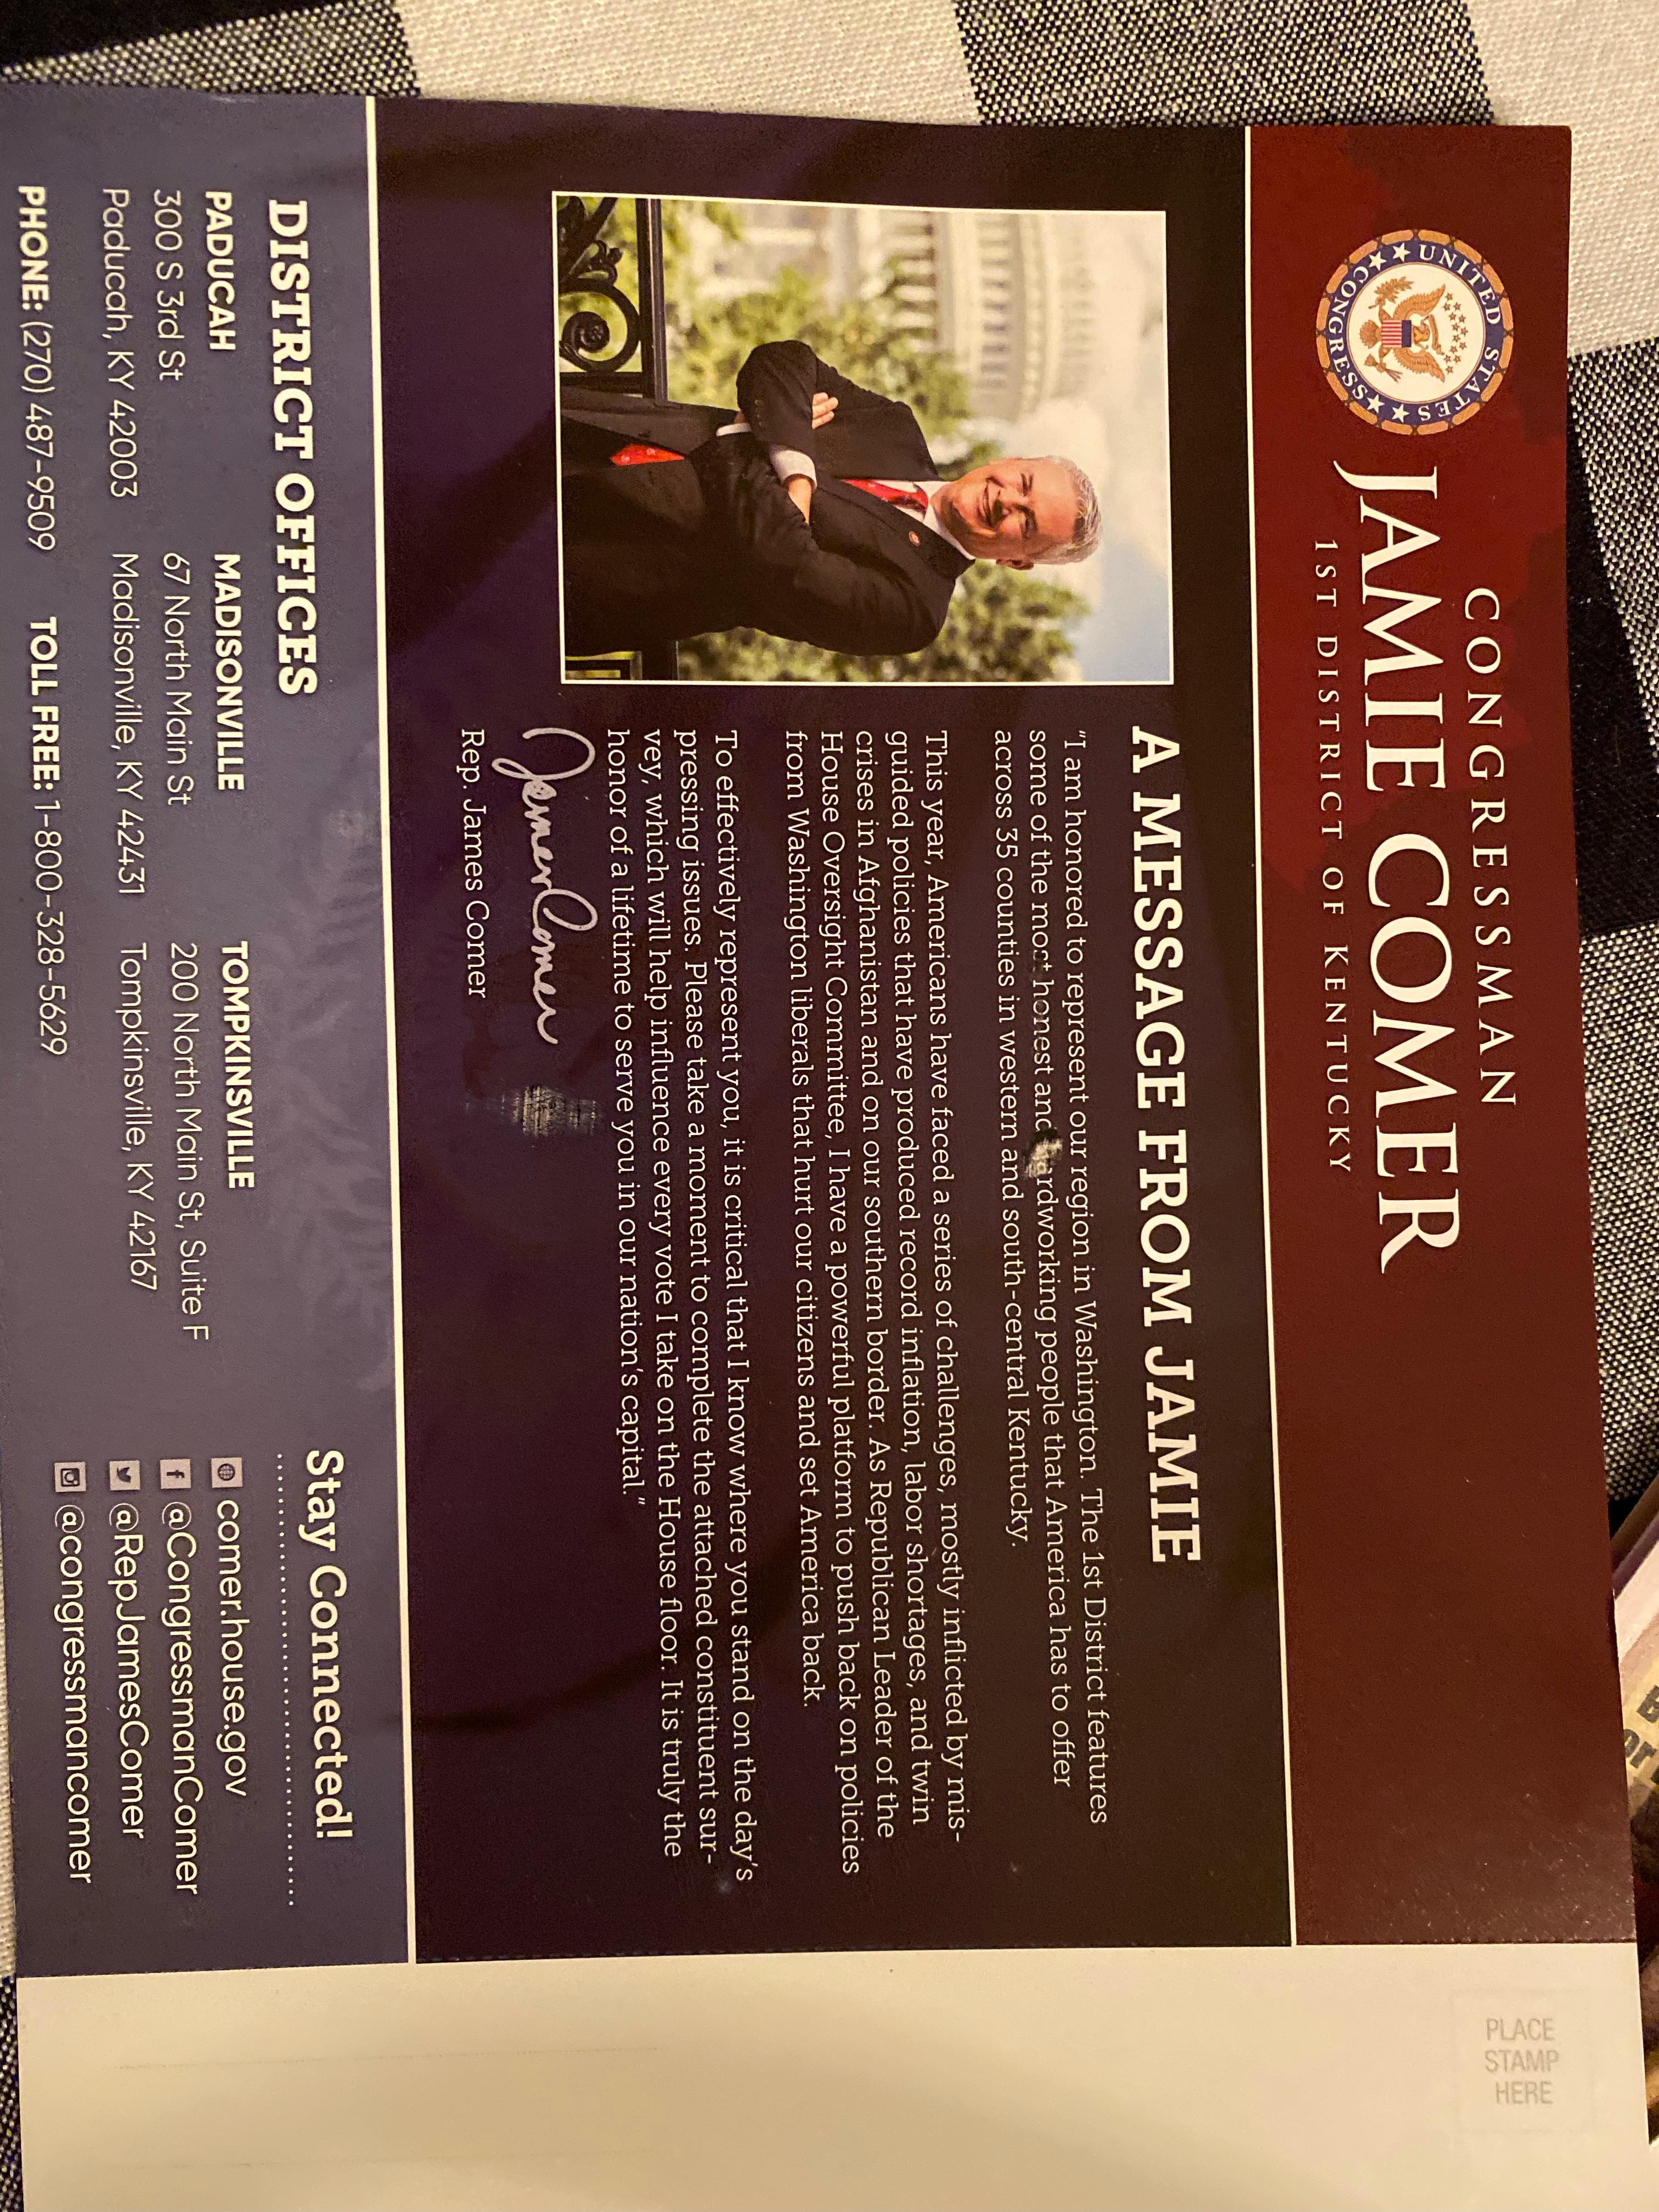 UNITED STATES
CONGRESS
CONGRESSMAN
JAMIE COMER
1ST DISTRICT OF KENTUCKY
A MESSAGE FROM JAMIE
"I am honored to represent our region in Washington. The 1st District features
some of the most honest and hardworking people that America has to offer
across 35 counties in western and south-central Kentucky.
This year, Americans have faced a series of challenges, mostly inflicted by mis-
guided policies that have produced record inflation, labor shortages, and twin
crises in Afghanistan and on our southern border. As Republican Leader of the
House Oversight Committee, I have a powerful platform to push back on policies
from Washington liberals that hurt our citizens and set America back.
To effectively represent you, it is critical that I know where you stand on the day's
pressing issues. Please take a moment to complete the attached constituent sur-
vey, which will help influence every vote I take on the House floor. It is truly the
honor of a lifetime to serve you in our nation's capital."
James Comer
Rep. James Comer
DISTRICT OFFICES
PADUCAH
300 S 3rd St
Paducah, KY 42003
MADISONVILLE
67 North Main St
Madisonville, KY 42431
TOMPKINSVILLE
200 North Main St, Suite F
Tompkinsville, KY 42167
PHONE: (270) 487-9509 TOLL FREE: 1-800-328-5629
Stay Connected!
comer.house.gov
@CongressmanComer
@RepJamesComer
@congressmancomer
PLACE
STAMP
HERE